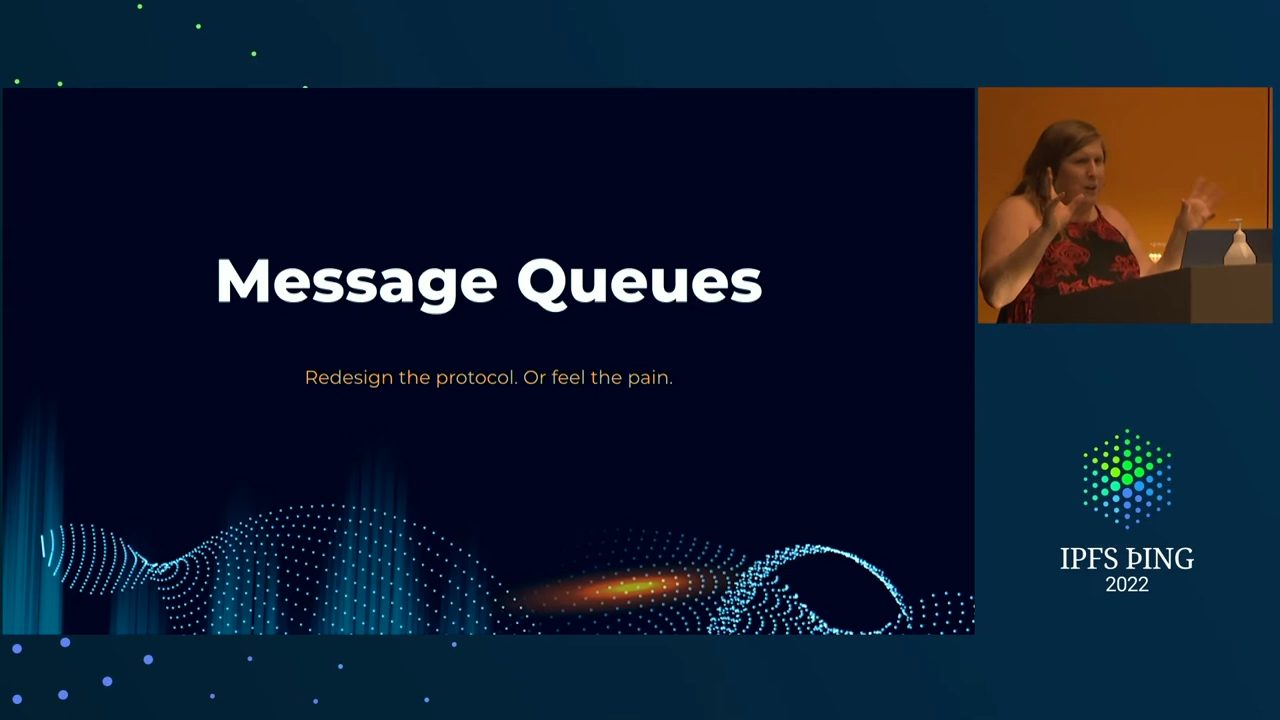 Message Queues
Redesign the protocol. Or feel the pain.
IPFS ÞING
2022